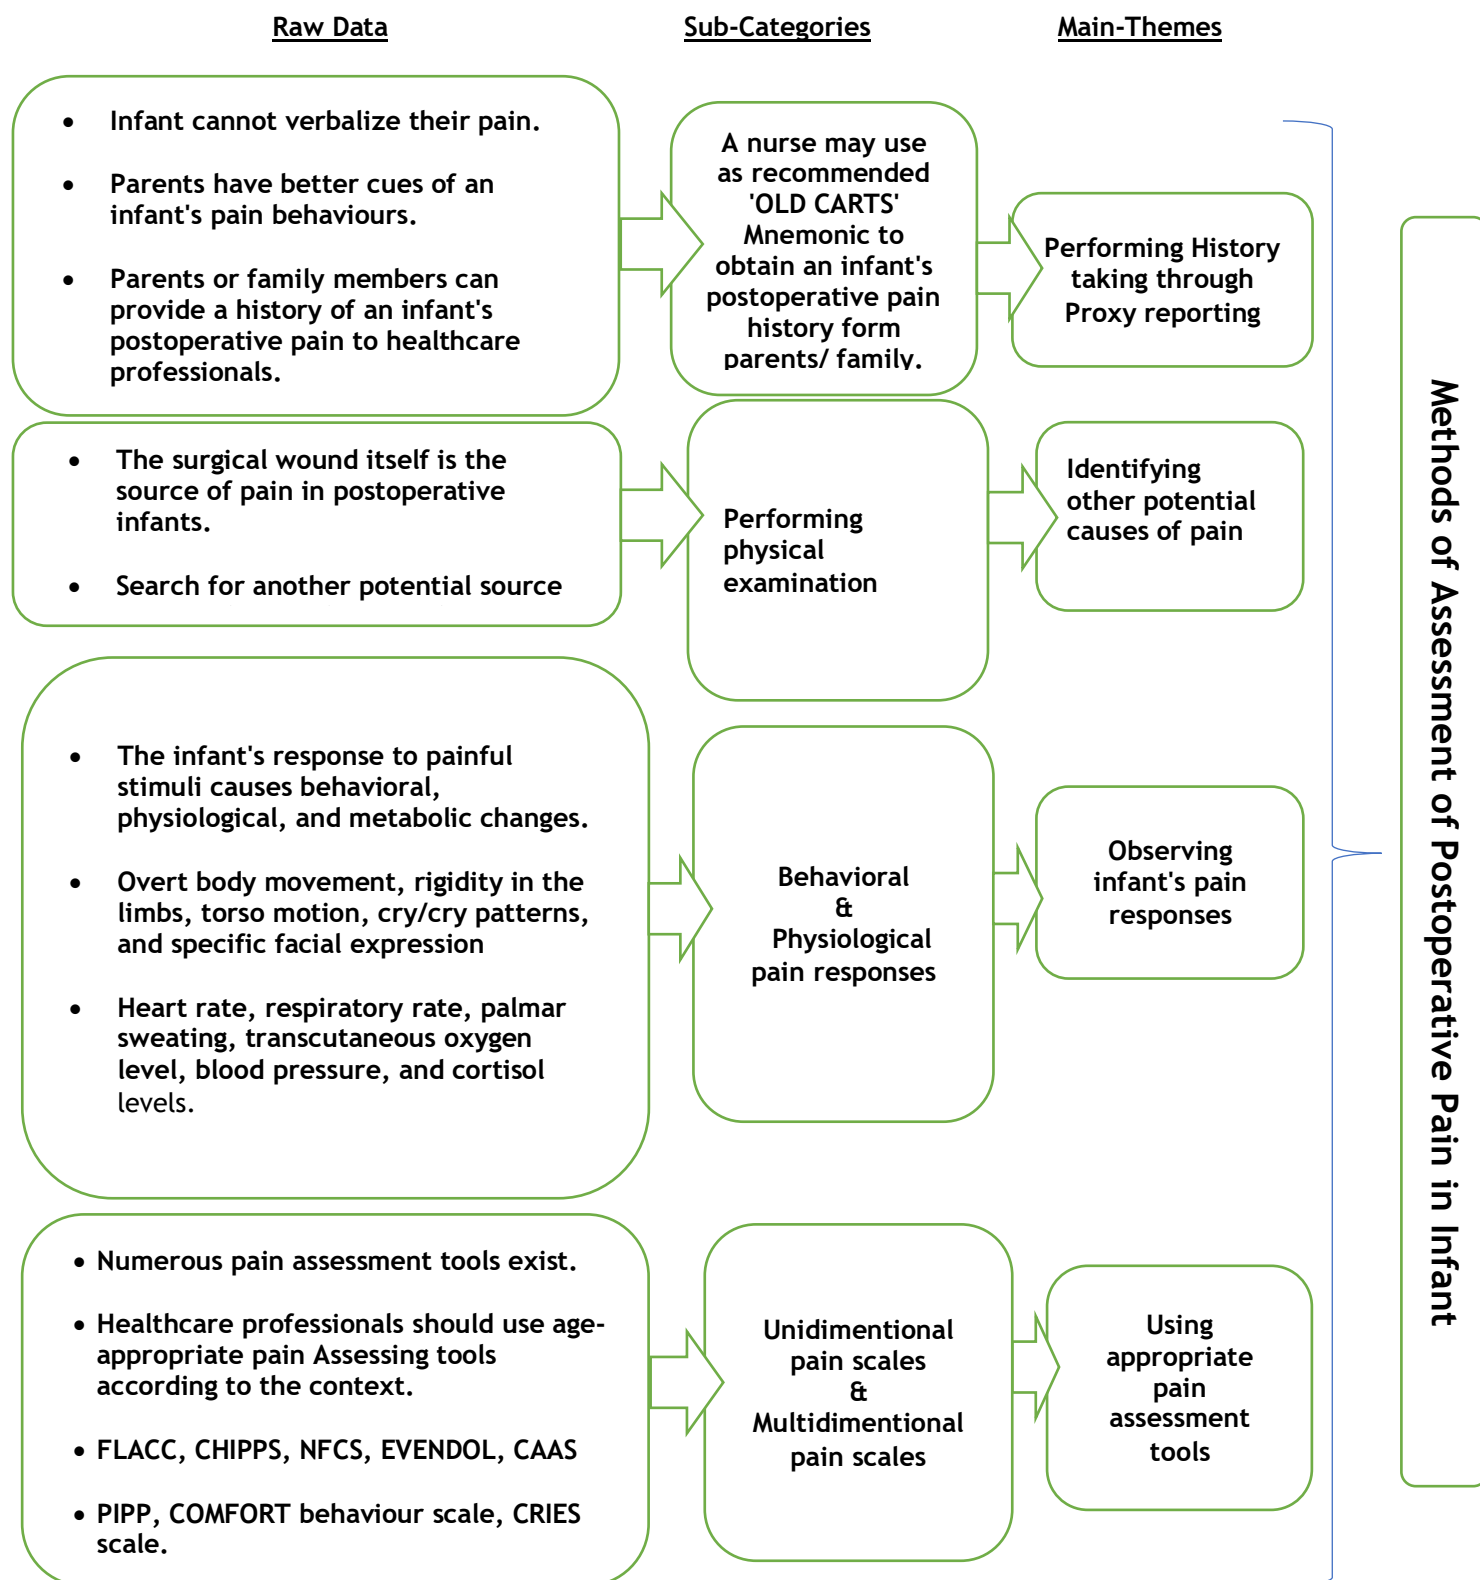 Raw Data
Sub-Categories
Main-Themes
• Infant cannot verbalize their pain.
• Parents have better cues of an
infant's pain behaviours.
• Parents or family members can
provide a history of an infant's
postoperative pain to healthcare
professionals.
A nurse may use
as recommended
'OLD CARTS'
Mnemonic to
obtain an infant's
postoperative pain
history form
parents/ family.
Performing History
taking through
Proxy reporting
• The surgical wound itself is the
source of pain in postoperative
infants.
• Search for another potential source
Performing
physical
examination
Identifying
other potential
causes of pain
• The infant's response to painful
stimuli causes behavioral,
physiological, and metabolic changes.
• Overt body movement, rigidity in the
limbs, torso motion, cry/cry patterns,
and specific facial expression
• Heart rate, respiratory rate, palmar
sweating, transcutaneous oxygen
level, blood pressure, and cortisol
levels.
Behavioral
&
Physiological
pain responses
Observing
infant's pain
responses
• Numerous pain assessment tools exist.
• Healthcare professionals should use age-
appropriate pain Assessing tools
according to the context.
• FLACC, CHIPPS, NFCS, EVENDOL, CAAS
• PIPP, COMFORT behaviour scale, CRIES
scale.
Unidimentional
pain scales
&
Multidimentional
pain scales
Using
appropriate
pain
assessment
tools
Methods of Assessment of Postoperative Pain in Infant